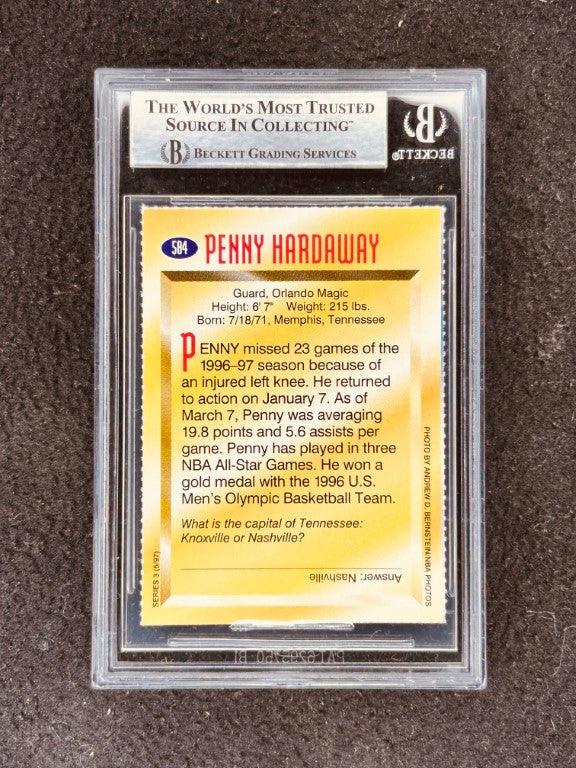 THE WORLD'S MOST TRUSTED
SOURCE IN COLLECTING™
BECKETT GRADING SERVICES
BECKETT®
584 PENNY HARDAWAY
Guard, Orlando Magic
Height: 6' 7" Weight: 215 lbs.
Born: 7/18/71, Memphis, Tennessee
PENNY missed 23 games of the
1996–97 season because of
an injured left knee. He returned
to action on January 7. As of
March 7, Penny was averaging
19.8 points and 5.6 assists per
game. Penny has played in three
NBA All-Star Games. He won a
gold medal with the 1996 U.S.
Men's Olympic Basketball Team.
What is the capital of Tennessee:
Knoxville or Nashville?
Answer: Nashville
SERIES 3 (5/97)
PHOTO BY ANDREW D. BERNSTEIN/NBA PHOTOS